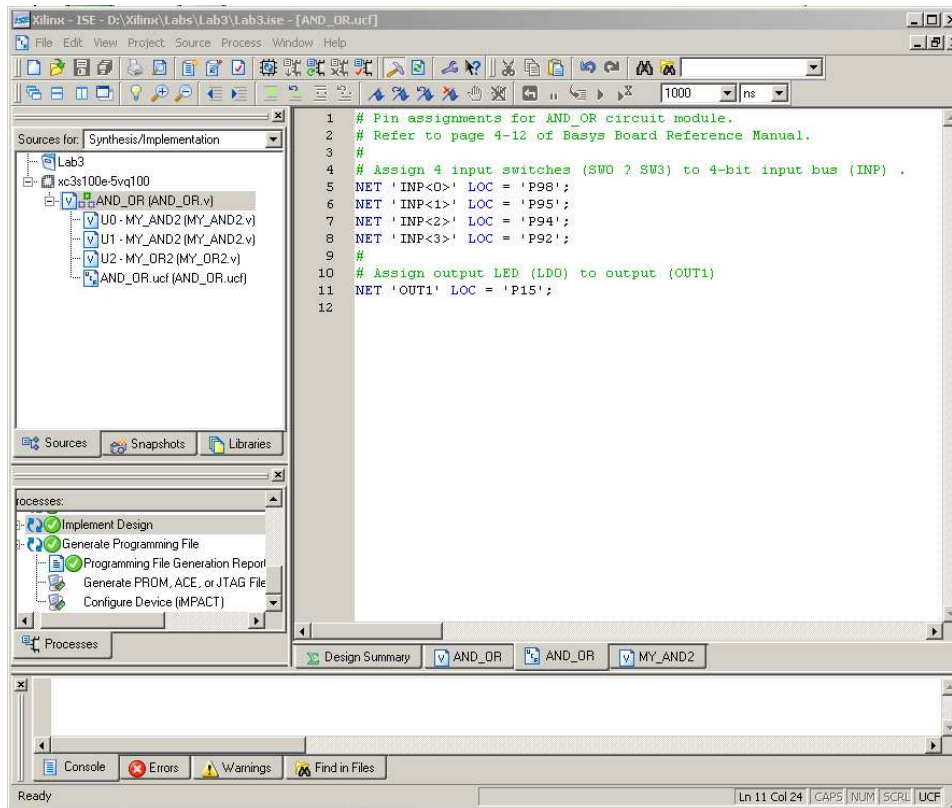 Xilinx - ISE - D:\Xilinx\Labs\Lab3\Lab3.ise - [AND_OR.ucf]
File Edit View Project Source Process Window Help
1000 ns
Sources for: Synthesis/Implementation
Lab3
xc3s100e-5vq100
AND_OR (AND_OR.v)
U0 - MY_AND2 (MY_AND2.v)
U1 - MY_AND2 (MY_AND2.v)
U2 - MY_OR2 (MY_OR2.v)
AND_OR.ucf (AND_OR.ucf)
Sources Snapshots Libraries
rocesses:
Implement Design
Generate Programming File
Programming File Generation Report
Generate PROM, ACE, or JTAG File
Configure Device (iMPACT)
Processes
1 # Pin assignments for AND_OR circuit module.
2 # Refer to page 4-12 of Basys Board Reference Manual.
3 #
4 # Assign 4 input switches (SW0 ? SW3) to 4-bit input bus (INP) .
5 NET 'INP<0>' LOC = 'P98';
6 NET 'INP<1>' LOC = 'P95';
7 NET 'INP<2>' LOC = 'P94';
8 NET 'INP<3>' LOC = 'P92';
9 #
10 # Assign output LED (LD0) to output (OUT1)
11 NET 'OUT1' LOC = 'P15';
12
Design Summary AND_OR AND_OR MY_AND2
Console Errors Warnings Find in Files
Ready Ln 11 Col 24 CAPS NUM SCRL UCF